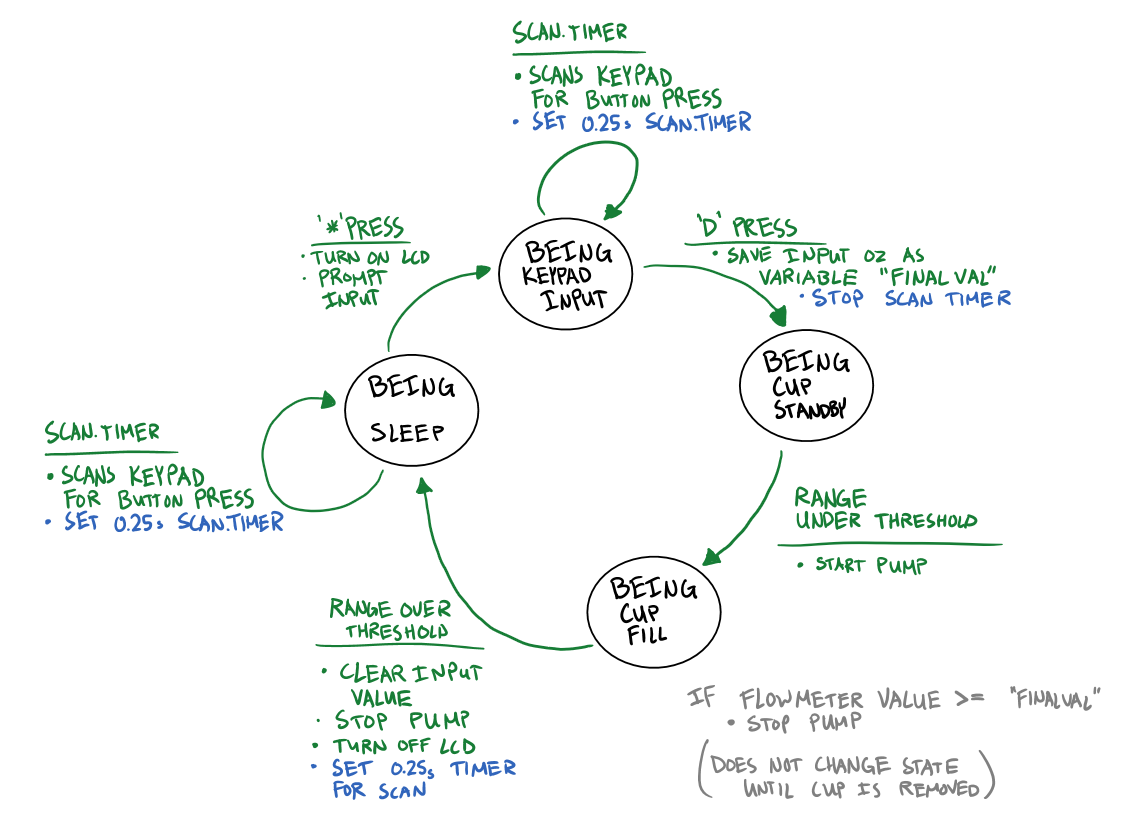 SCAN.TIMER
• SCANS KEYPAD
FOR BUTTON PRESS
• SET 0.25s SCAN.TIMER
'*' PRESS
• TURN ON LCD
• PROMPT
INPUT
BEING
KEYPAD
INPUT
'D' PRESS
• SAVE INPUT OZ AS
VARIABLE "FINAL VAL"
• STOP SCAN TIMER
BEING
CUP
STANDBY
BEING
SLEEP
SCAN.TIMER
• SCANS KEYPAD
FOR BUTTON PRESS
• SET 0.25s SCAN.TIMER
RANGE
UNDER THRESHOLD
• START PUMP
BEING
CUP
FILL
RANGE OVER
THRESHOLD
• CLEAR INPUT
VALUE
• STOP PUMP
• TURN OFF LCD
• SET 0.25s TIMER
FOR SCAN
IF FLOWMETER VALUE >= "FINALVAL"
• STOP PUMP
(DOES NOT CHANGE STATE
UNTIL CUP IS REMOVED)